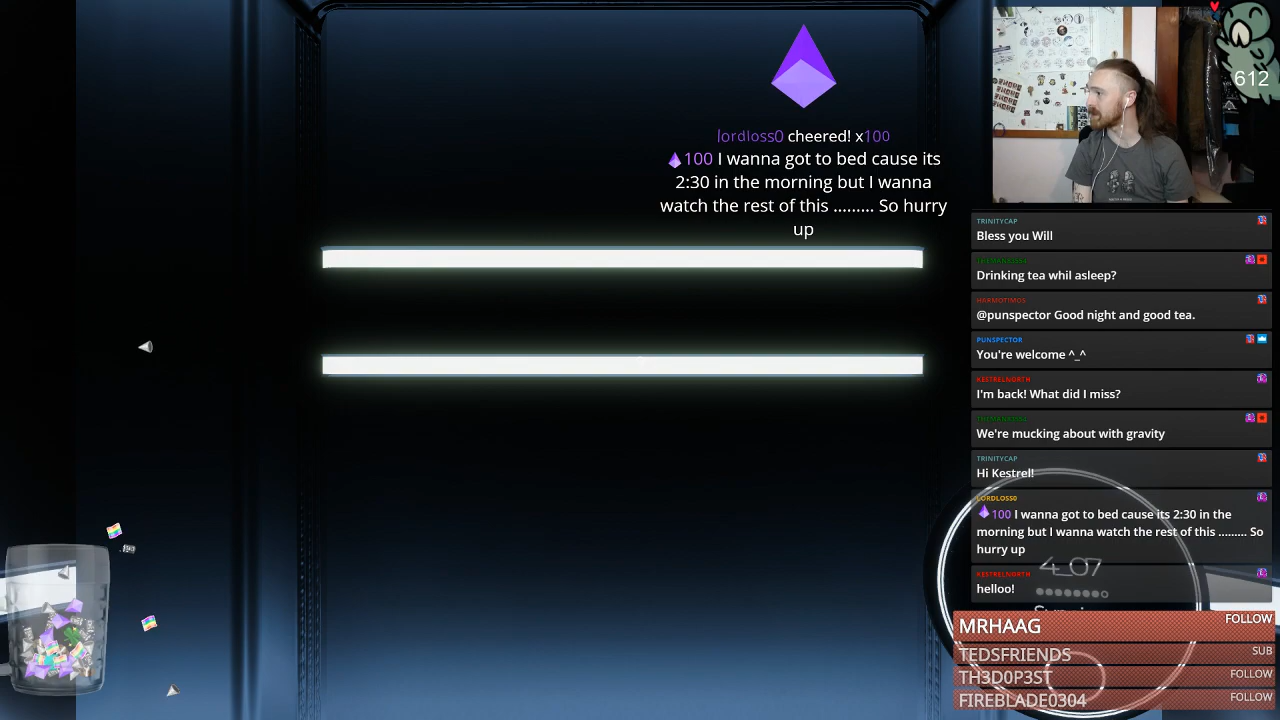 lordloss0 cheered! x100
100 I wanna got to bed cause its
2:30 in the morning but I wanna
watch the rest of this ......... So hurry
up
612
TRINITYCAP
Bless you Will
Drinking tea whil asleep?
HARMOTIMOS
@punspector Good night and good tea.
PUNSPECTOR
You're welcome ^_^
KESTRELNORTH
I'm back! What did I miss?
We're mucking about with gravity
TRINITYCAP
Hi Kestrel!
LORDLOSS0
100 I wanna got to bed cause its 2:30 in the
morning but I wanna watch the rest of this ......... So
hurry up
KESTRELNORTH
helloo!
4_07
MRHAAG FOLLOW
TEDSFRIENDS SUB
TH3D0P3ST FOLLOW
FIREBLADE0304 FOLLOW